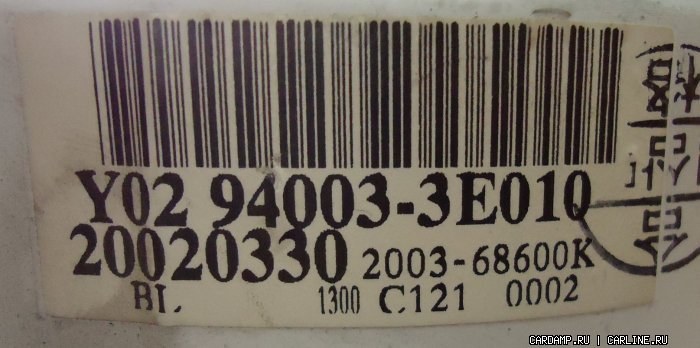 Y02 94003-3E010
20020330 2003-68600K
BL 1300 C121 0002
CARDAMP.RU | CARLINE.RU